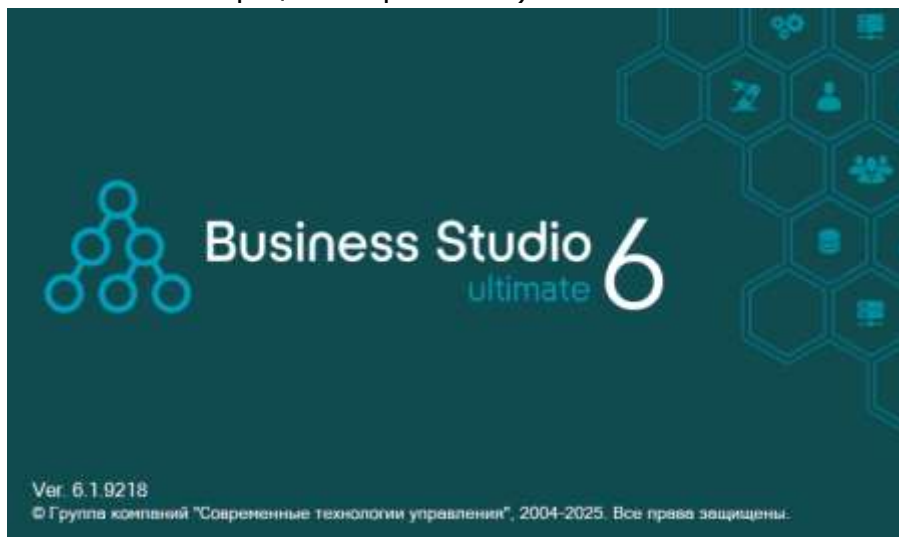 Business Studio 6
ultimate
Ver. 6.1.9218
© Группа компаний "Современные технологии управления", 2004-2025. Все права защищены.